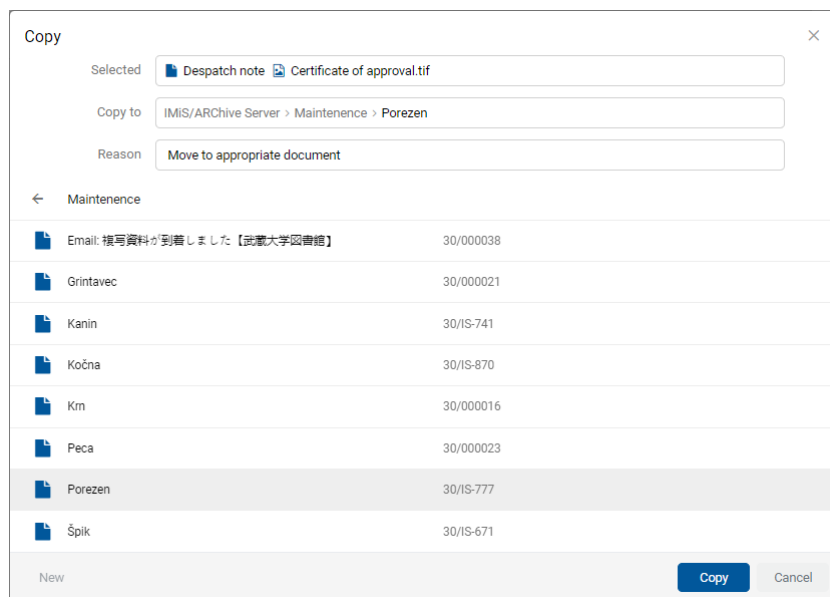 Copy
Selected Despatch note Certificate of approval.tif
Copy to IMiS/ARChive Server > Maintenence > Porezen
Reason Move to appropriate document
Maintenence
Email: 複写資料が到着しました【武蔵大学図書館】 30/000038
Grintavec 30/000021
Kanin 30/IS-741
Kočna 30/IS-870
Krn 30/000016
Peca 30/000023
Porezen 30/IS-777
Špik 30/IS-671
New Copy Cancel